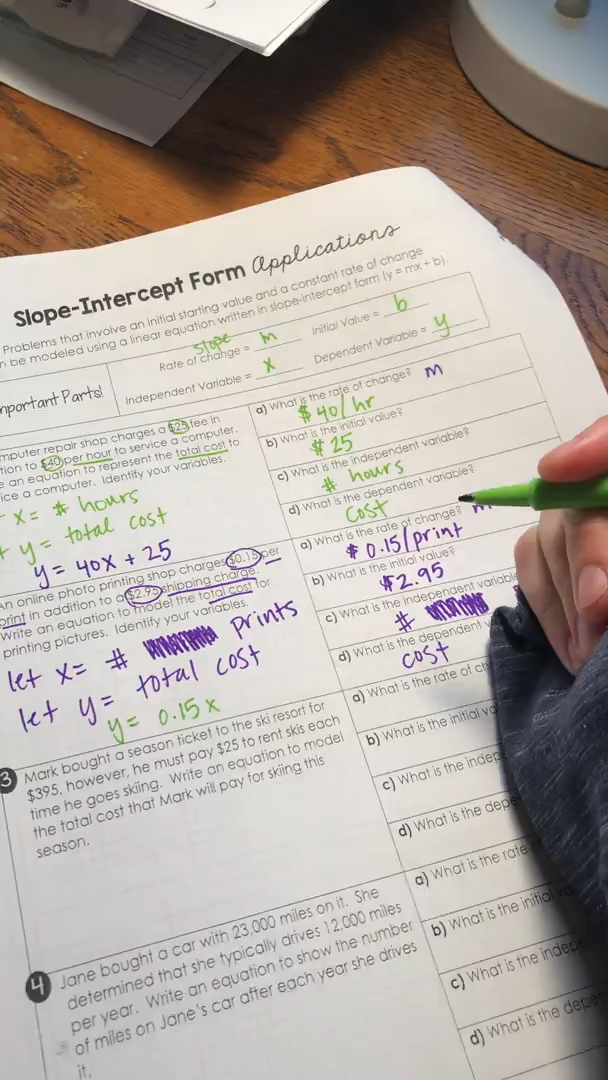 Slope-Intercept Form Applications
Problems that involve an initial starting value and a constant rate of change
n be modeled using a linear equation written in slope-intercept form (y = mx + b).
mportant Parts!
slope
Rate of change = m
Initial Value = b
Independent Variable = x
Dependent Variable = y
mputer repair shop charges a $25 fee in
tion to $40 per hour to service a computer.
e an equation to represent the total cost to
ice a computer. Identify your variables.
x = # hours
y = total cost
y = 40x + 25
a) What is the rate of change? m
$40/hr
b) What is the initial value?
$25
c) What is the independent variable?
# hours
d) What is the dependent variable?
cost
An online photo printing shop charges $0.15 per
print in addition to a $2.95 shipping charge.
Write an equation to model the total cost for
printing pictures. Identify your variables.
let x = # prints
let y = total cost
y = 0.15x
a) What is the rate of change?
$0.15/print
b) What is the initial value?
$2.95
c) What is the independent variable
#
d) What is the dependent v
cost
3 Mark bought a season ticket to the ski resort for
$395, however, he must pay $25 to rent skis each
time he goes skiing. Write an equation to model
the total cost that Mark will pay for skiing this
season.
a) What is the rate of ch
b) What is the initial va
c) What is the indep
d) What is the depe
4 Jane bought a car with 23,000 miles on it. She
determined that she typically drives 12,000 miles
per year. Write an equation to show the number
of miles on Jane's car after each year she drives
it.
a) What is the rate
b) What is the initial
c) What is the indep
d) What is the depe